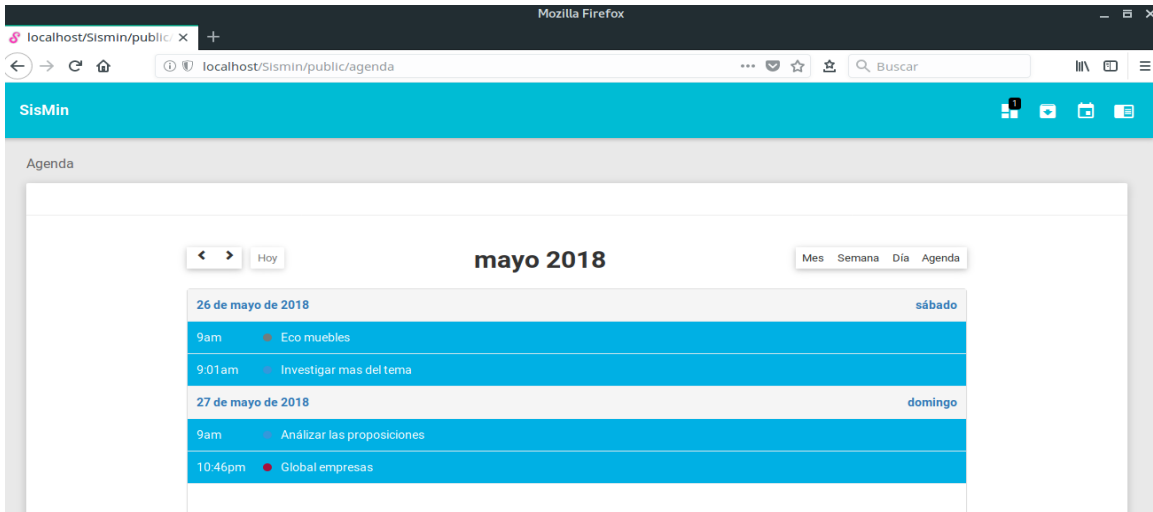 Mozilla Firefox
localhost/Sismin/public/
localhost/Sismin/public/agenda
Buscar
SisMin
1
Agenda
Hoy
mayo 2018
Mes Semana Día Agenda
26 de mayo de 2018 sábado
9am Eco muebles
9:01am Investigar mas del tema
27 de mayo de 2018 domingo
9am Análizar las proposiciones
10:46pm Global empresas